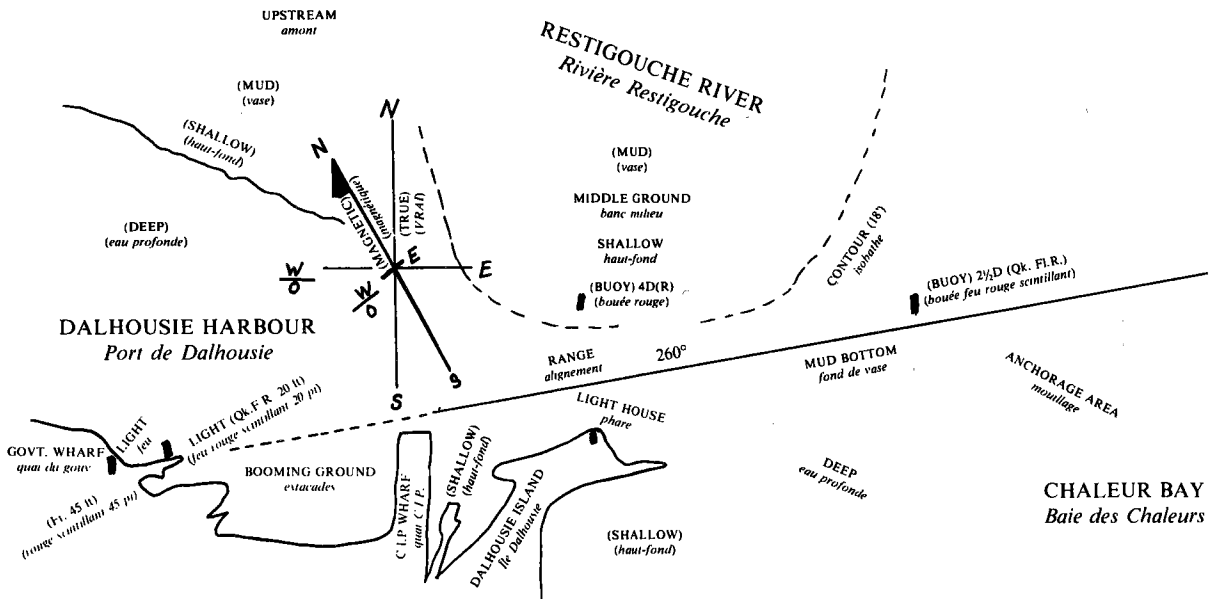 UPSTREAM
amont
RESTIGOUCHE RIVER
Rivière Restigouche
(MUD)
(vase)
(SHALLOW)
(haut-fond)
N
N
(MAGNETIC)
(magnétique)
(TRUE)
(VRAI)
(MUD)
(vase)
MIDDLE GROUND
banc milieu
SHALLOW
haut-fond
(DEEP)
(eau profonde)
CONTOUR (18')
isobathe
W
O
E
E
W
O
(BUOY) 4D(R)
(bouée rouge)
(BUOY) 2½D (Qk. Fl.R.)
(bouée feu rouge scintillant)
DALHOUSIE HARBOUR
Port de Dalhousie
RANGE
alignement
260°
MUD BOTTOM
fond de vase
ANCHORAGE AREA
mouillage
S
S
LIGHT
feu
LIGHT (Qk.F R. 20 ft)
(feu rouge scintillant 20 pi)
LIGHT HOUSE
phare
GOVT. WHARF
quai du gouv
BOOMING GROUND
estacades
C I.P WHARF
quai C I P.
(SHALLOW)
(haut-fond)
DALHOUSIE ISLAND
Île Dalhousie
DEEP
eau profonde
CHALEUR BAY
Baie des Chaleurs
(Fr. 45 ft)
(rouge scintillant 45 pi)
(SHALLOW)
(haut-fond)